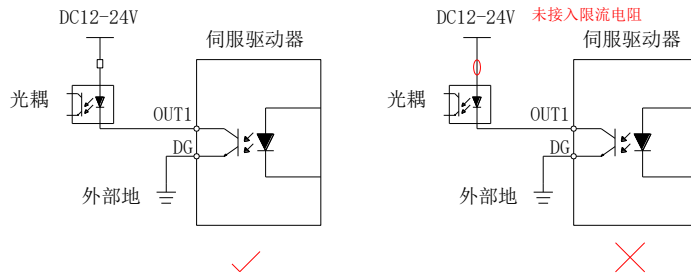 DC12-24V
伺服驱动器
光耦
OUT1
DG
外部地
DC12-24V
未接入限流电阻
伺服驱动器
光耦
OUT1
DG
外部地